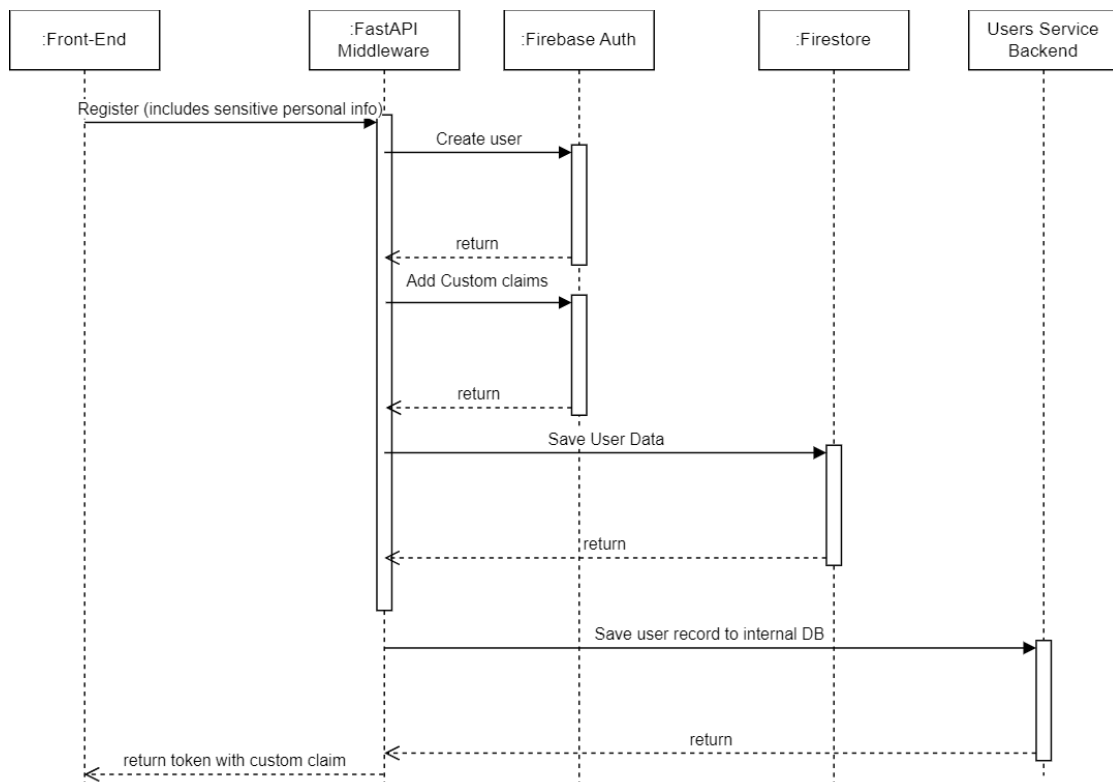 :Front-End
:FastAPI
Middleware
:Firebase Auth
:Firestore
Users Service
Backend
Register (includes sensitive personal info)
Create user
return
Add Custom claims
return
Save User Data
return
Save user record to internal DB
return
return token with custom claim